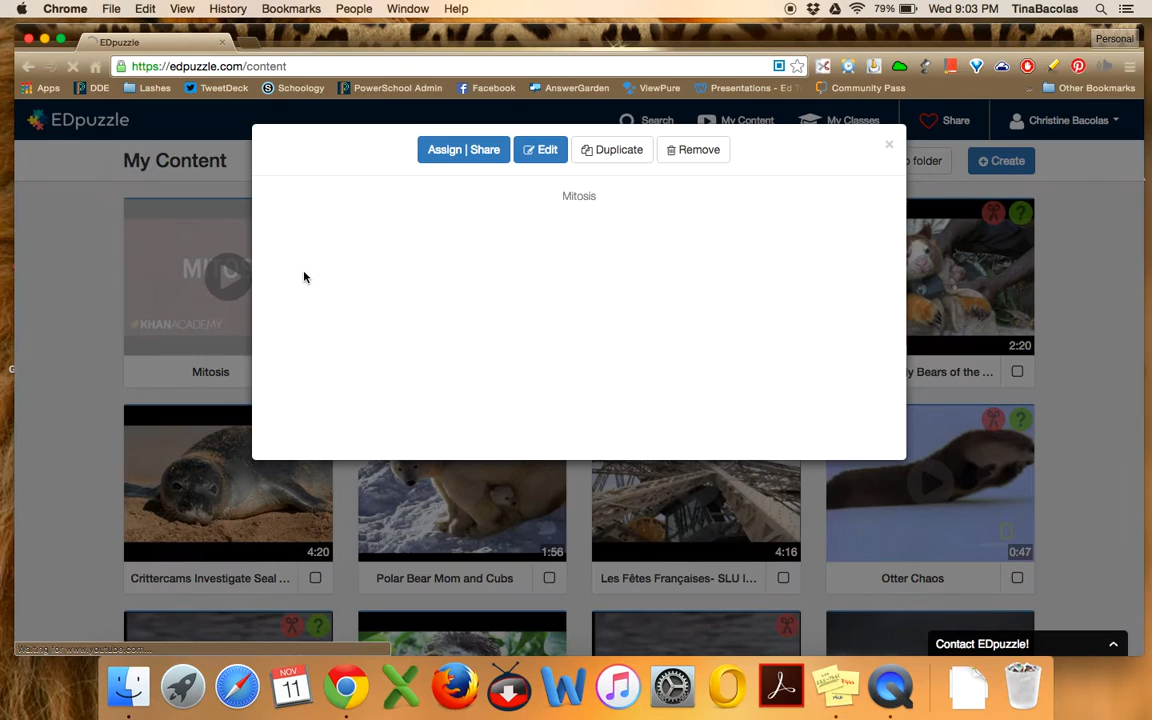 Chrome File Edit View History Bookmarks People Window Help 79% Wed 9:03 PM TinaBacolas
EDpuzzle
Personal
https://edpuzzle.com/content
Apps DDE Lashes TweetDeck Schoology PowerSchool Admin Facebook AnswerGarden ViewPure Presentations - Ed T Community Pass » Other Bookmarks
EDpuzzle Search My Content My Classes Share Christine Bacolas
Assign | Share Edit Duplicate Remove
My Content
folder Create
Mitosis
KHANACADEMY
2:20
Mitosis
y Bears of the ...
4:20
1:56
4:16
0:47
Crittercams Investigate Seal ...
Polar Bear Mom and Cubs
Les Fêtes Françaises- SLU I...
Otter Chaos
Waiting for www.youtube.com...
Contact EDpuzzle!
NOV
11